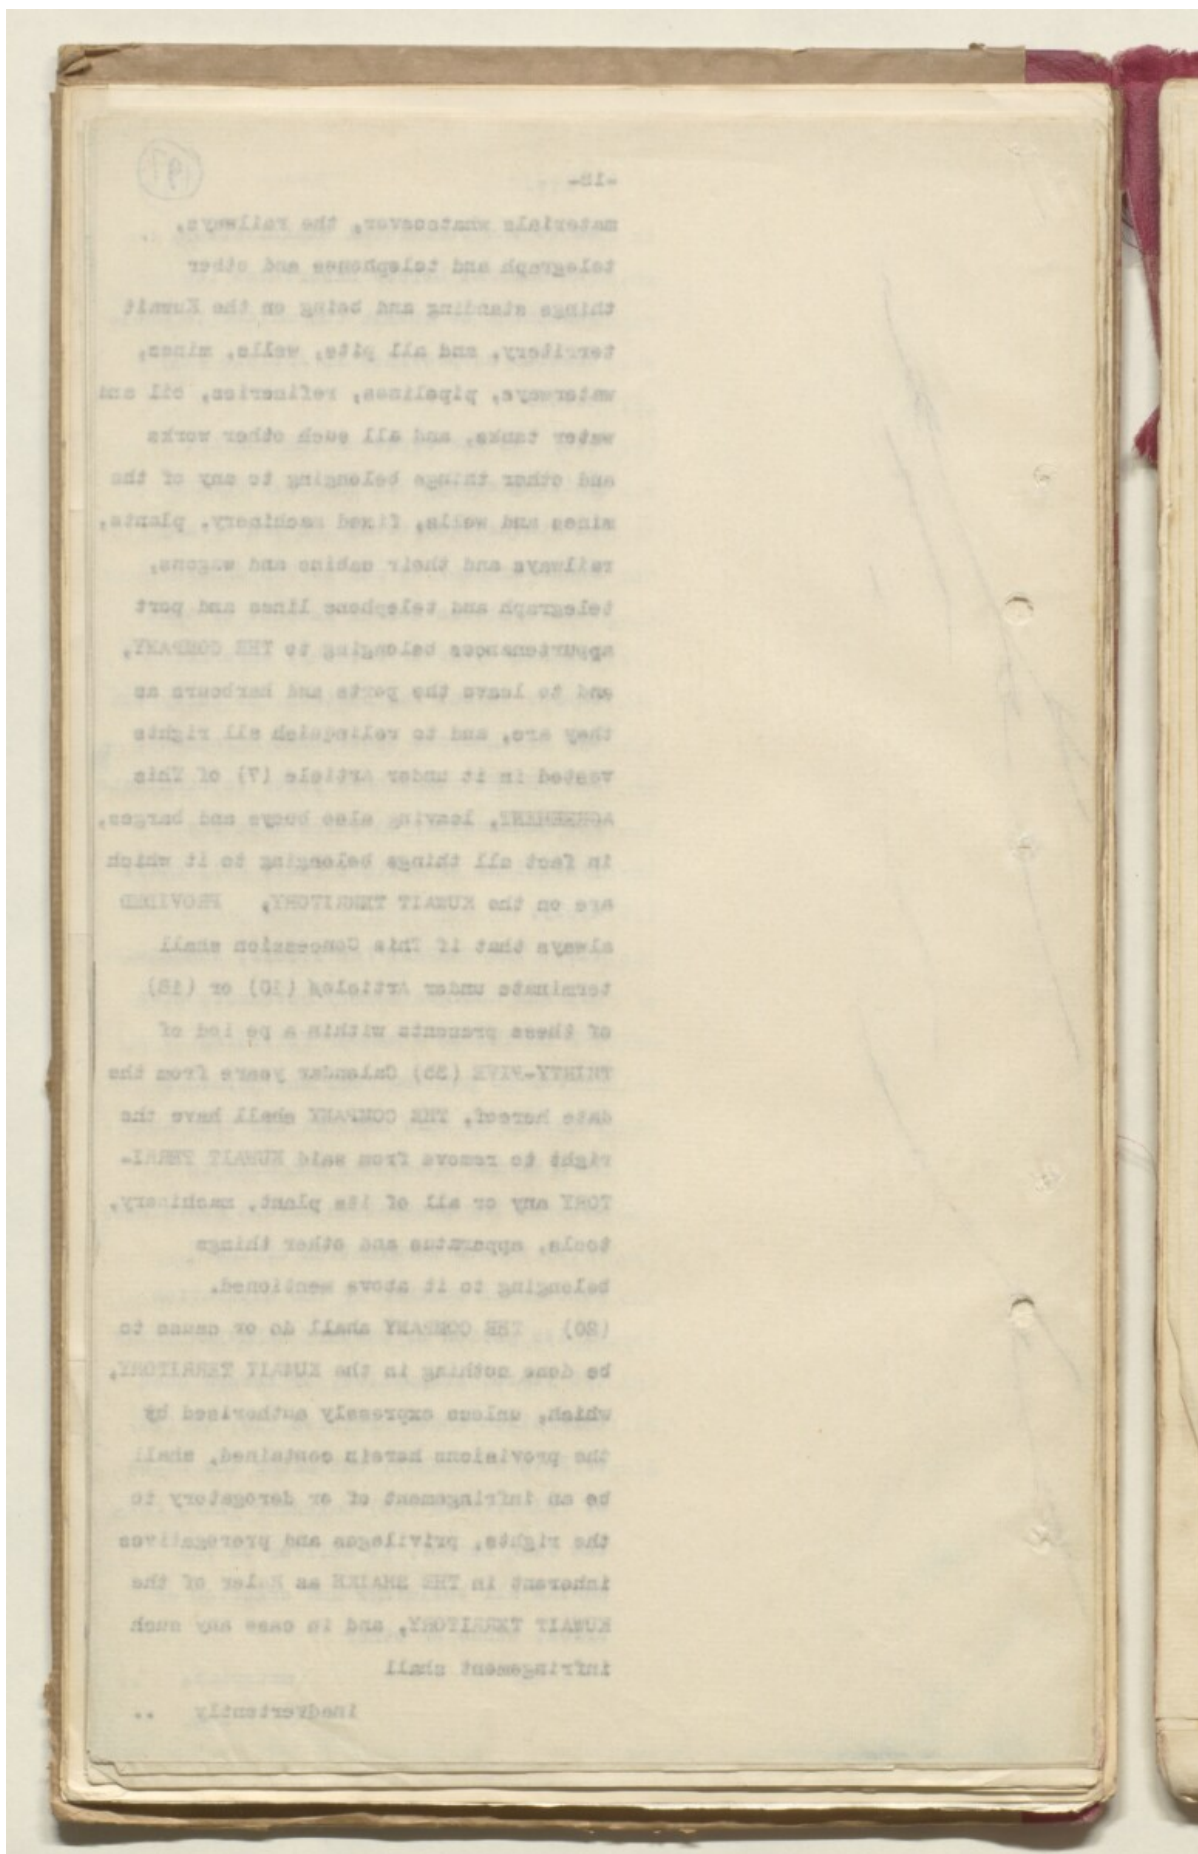 -18-
materials whatsoever, the railways,
telegraph and telephones and other
things standing and being on the Kuwait
territory, and all pits, wells, mines,
waterways, pipelines, refineries, oil and
water tanks, and all such other works
and other things belonging to any of the
mines and wells, fixed machinery, plants,
railways and their cabins and wagons,
telegraph and telephone lines and port
appurtenances belonging to THE COMPANY,
and to leave the ports and harbours as
they are, and to relinquish all rights
vested in it under Article (7) of This
AGREEMENT, leaving also buoys and barges,
in fact all things belonging to it which
are on the KUWAIT TERRITORY, PROVIDED
always that if This Concession shall
terminate under Articles (10) or (18)
of these presents within a pe iod of
THIRTY-FIVE (35) Calendar years from the
date hereof, THE COMPANY shall have the
right to remove from said KUWAIT TERRI-
TORY any or all of its plant, machinery,
tools, apparatus and other things
belonging to it above mentioned.
(20) THE COMPANY shall do or cause to
be done nothing in the KUWAIT TERRITORY,
which, unless expressly authorised by
the provisions herein contained, shall
be an infringement of or derogatory to
the rights, privileges and prerogatives
inherent in THE SHAIKH as Ruler of the
KUWAIT TERRITORY, and in case any such
infringement shall
inadvertently ..